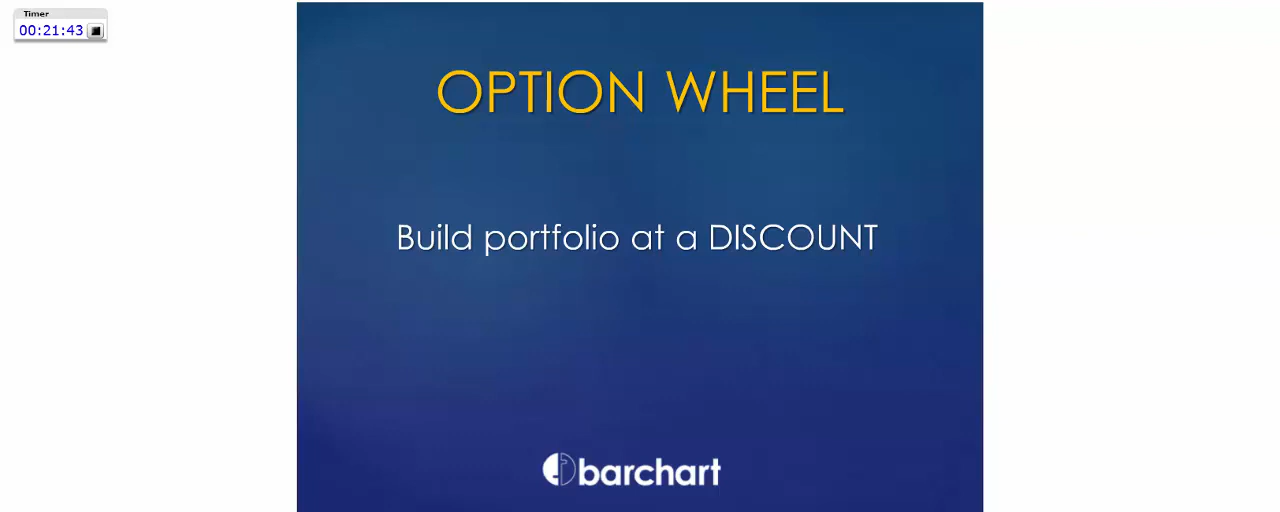 Timer
00:21:43
OPTION WHEEL
Build portfolio at a DISCOUNT
barchart